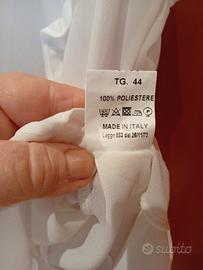 TG. 44
100% POLIESTERE
MADE IN ITALY
Legge 883 del 26/11/73
subito